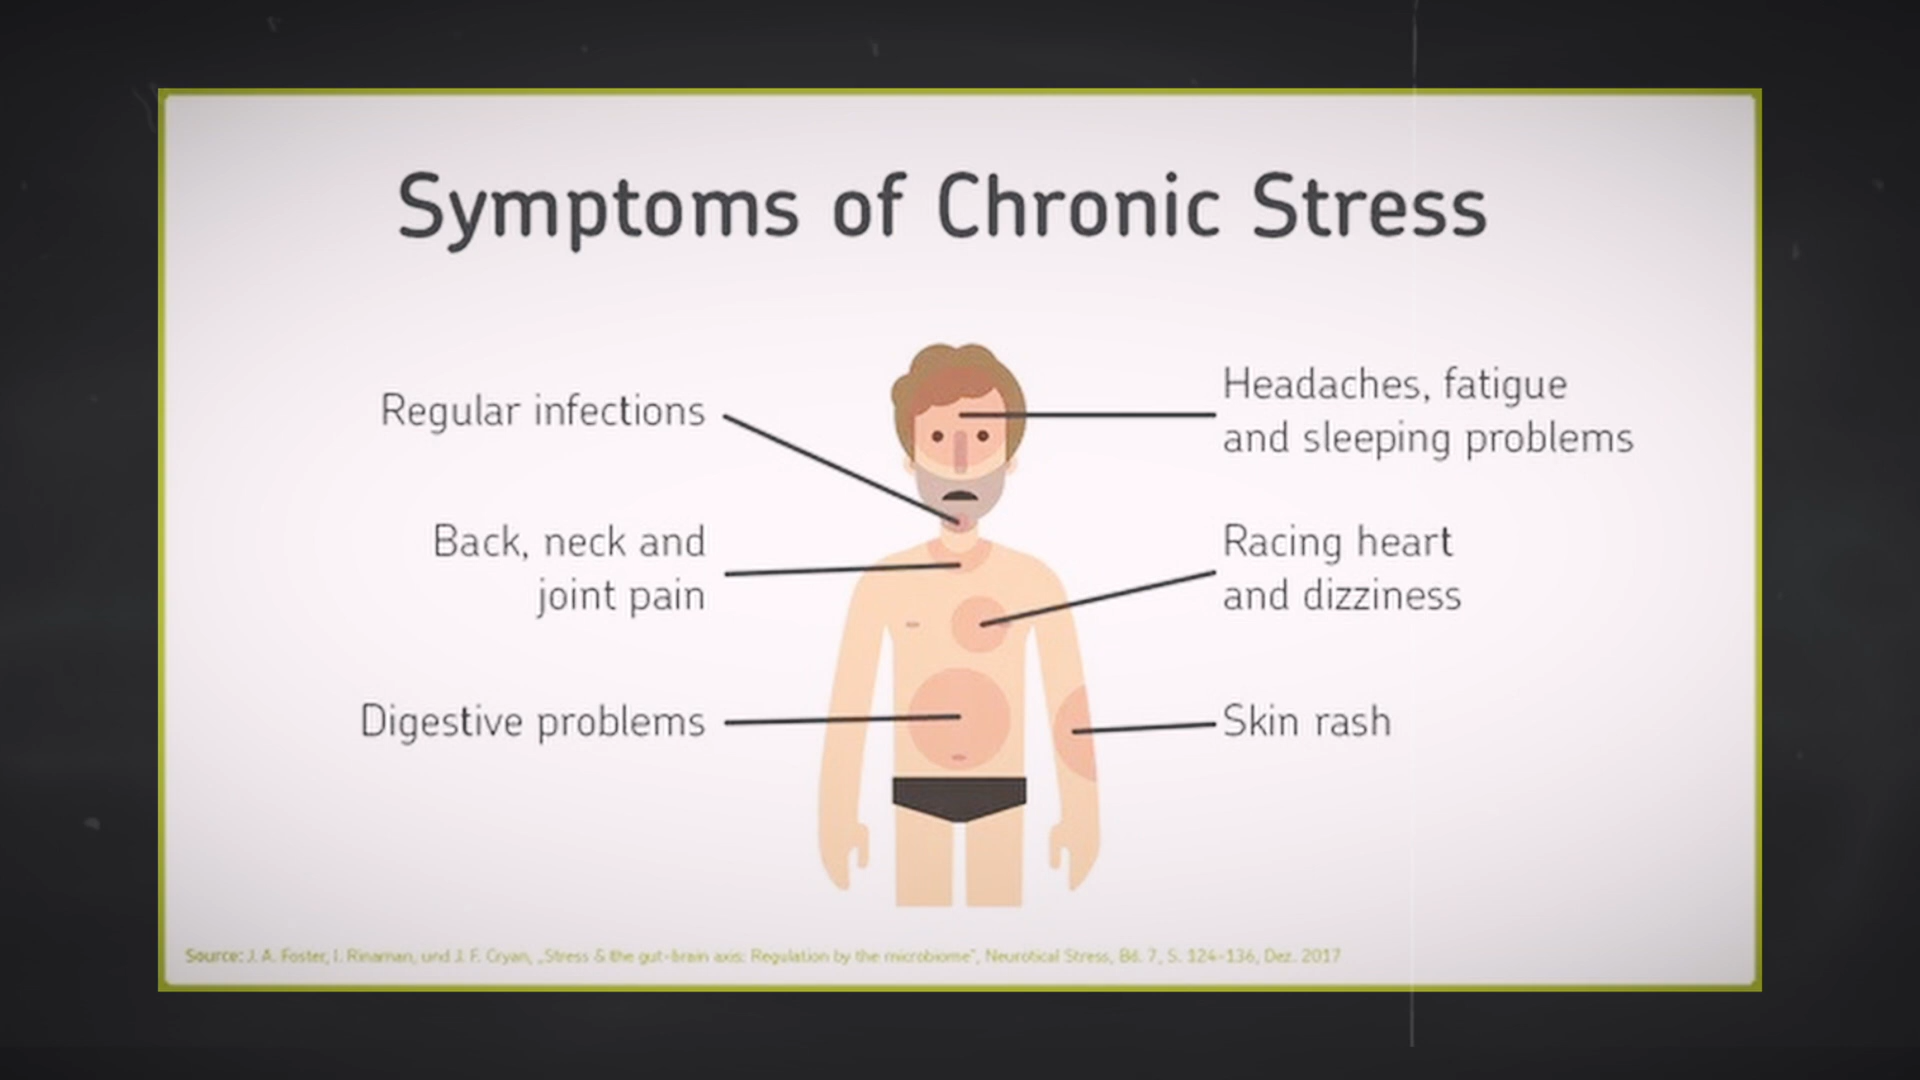 Symptoms of Chronic Stress
Regular infections
Headaches, fatigue
and sleeping problems
Back, neck and
joint pain
Racing heart
and dizziness
Digestive problems
Skin rash
Source: J. A. Foster, l. Rinaman, und J. F. Cryan, „Stress & the gut-brain axis: Regulation by the microbiome“, Neurotical Stress, Bd. 7, S. 124–136, Dez. 2017